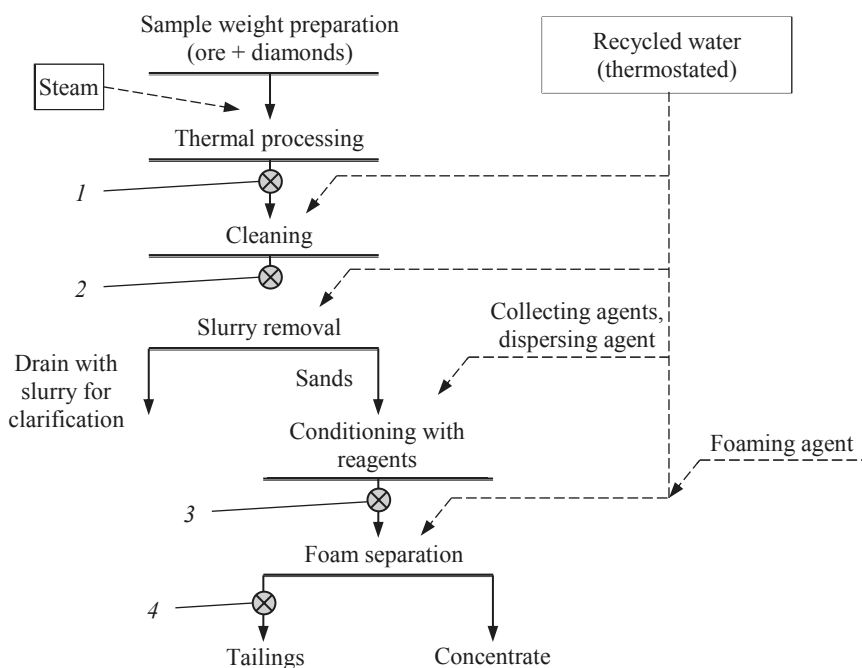 Sample weight preparation
(ore + diamonds)
Recycled water
(thermostated)
Steam
Thermal processing
1
Cleaning
2
Slurry removal
Collecting agents,
dispersing agent
Drain with
slurry for
clarification
Sands
Conditioning with
reagents
Foaming agent
3
Foam separation
4
Tailings
Concentrate